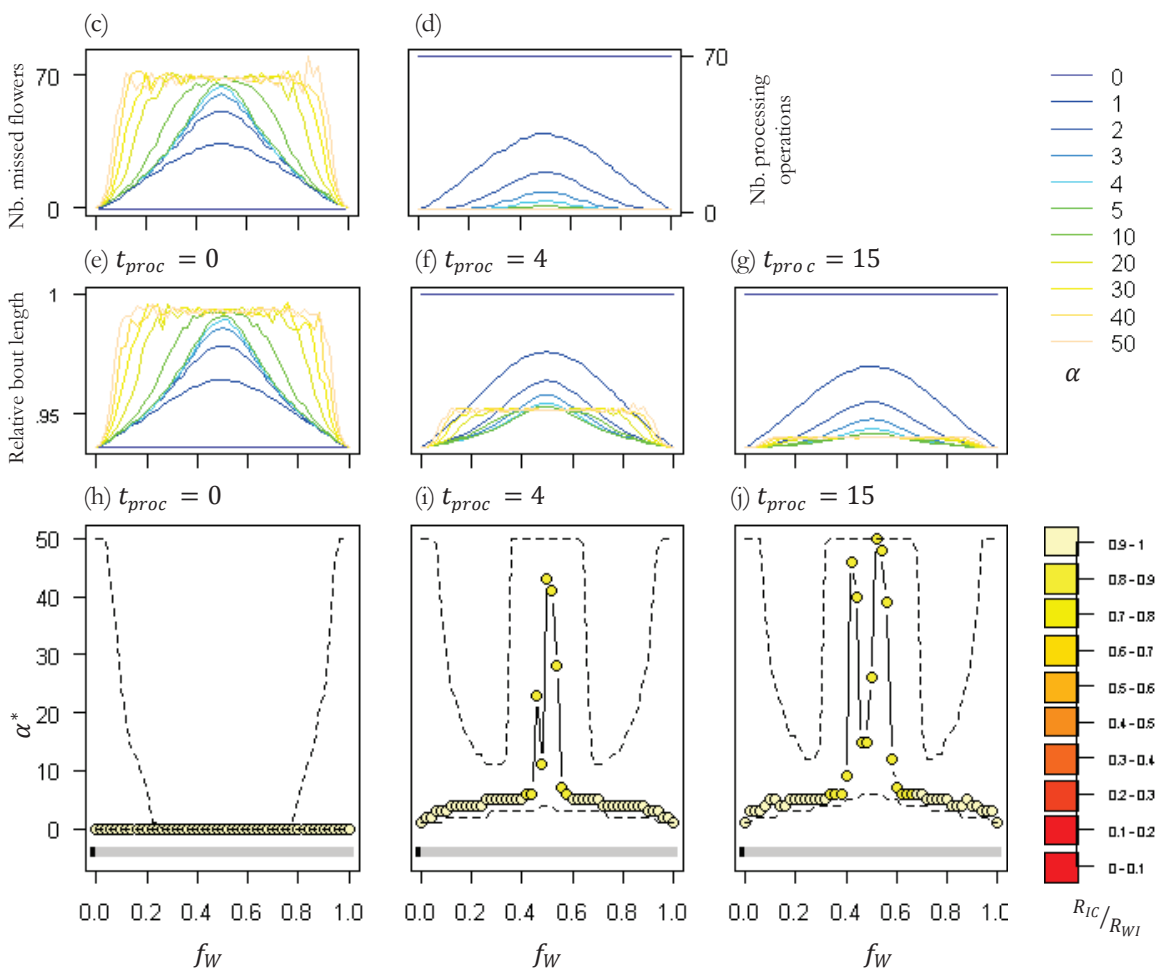 (c)
(d)
Nb. missed flowers
70
0
70
0
Nb. processing
operations
0
1
2
3
4
5
10
20
30
40
50
α
(e) t_proc = 0
(f) t_proc = 4
(g) t_proc = 15
Relative bout length
1
.95
(h) t_proc = 0
(i) t_proc = 4
(j) t_proc = 15
α*
50
40
30
20
10
0
0.0 0.2 0.4 0.6 0.8 1.0
0.0 0.2 0.4 0.6 0.8 1.0
0.0 0.2 0.4 0.6 0.8 1.0
f_W
f_W
f_W
0.9 - 1
0.8 - 0.9
0.7 - 0.8
0.6 - 0.7
0.5 - 0.6
0.4 - 0.5
0.3 - 0.4
0.2 - 0.3
0.1 - 0.2
0 - 0.1
R_IC/R_WI